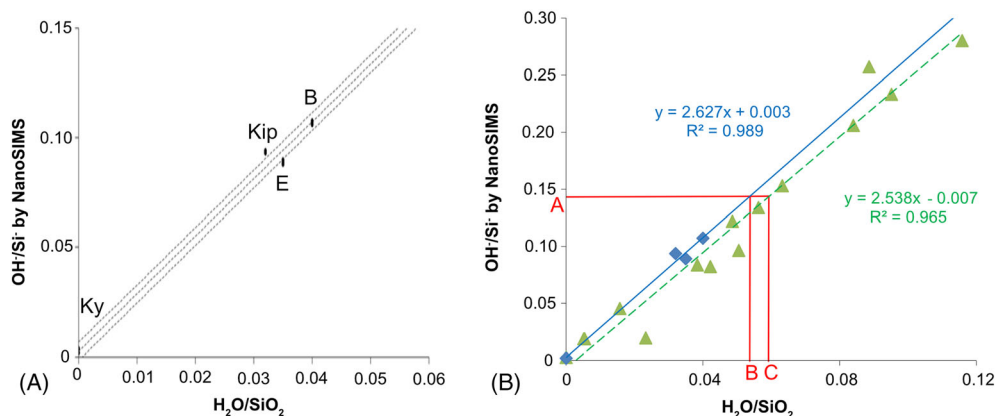 0.15
0.10
0.05
0
OH⁻/Si⁻ by NanoSIMS
Ky
Kip
B
E
0
0.01
0.02
0.03
0.04
0.05
0.06
(A)
H₂O/SiO₂
0.30
0.25
0.20
0.15
0.10
0.05
0
OH⁻/Si⁻ by NanoSIMS
y = 2.627x + 0.003
R² = 0.989
A
y = 2.538x - 0.007
R² = 0.965
0
0.04
B
C
0.08
0.12
(B)
H₂O/SiO₂